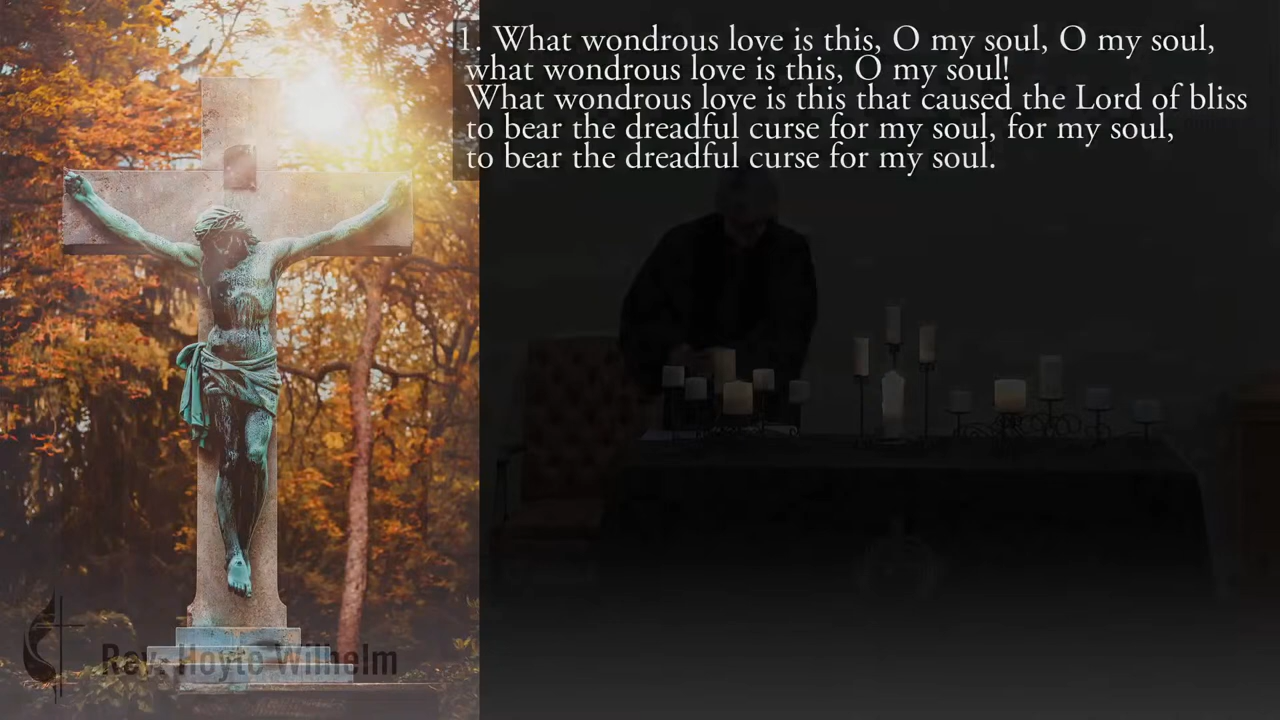 1. What wondrous love is this, O my soul, O my soul,
what wondrous love is this, O my soul!
What wondrous love is this that caused the Lord of bliss
to bear the dreadful curse for my soul, for my soul,
to bear the dreadful curse for my soul.
Rev. Hoyte Wilhelm